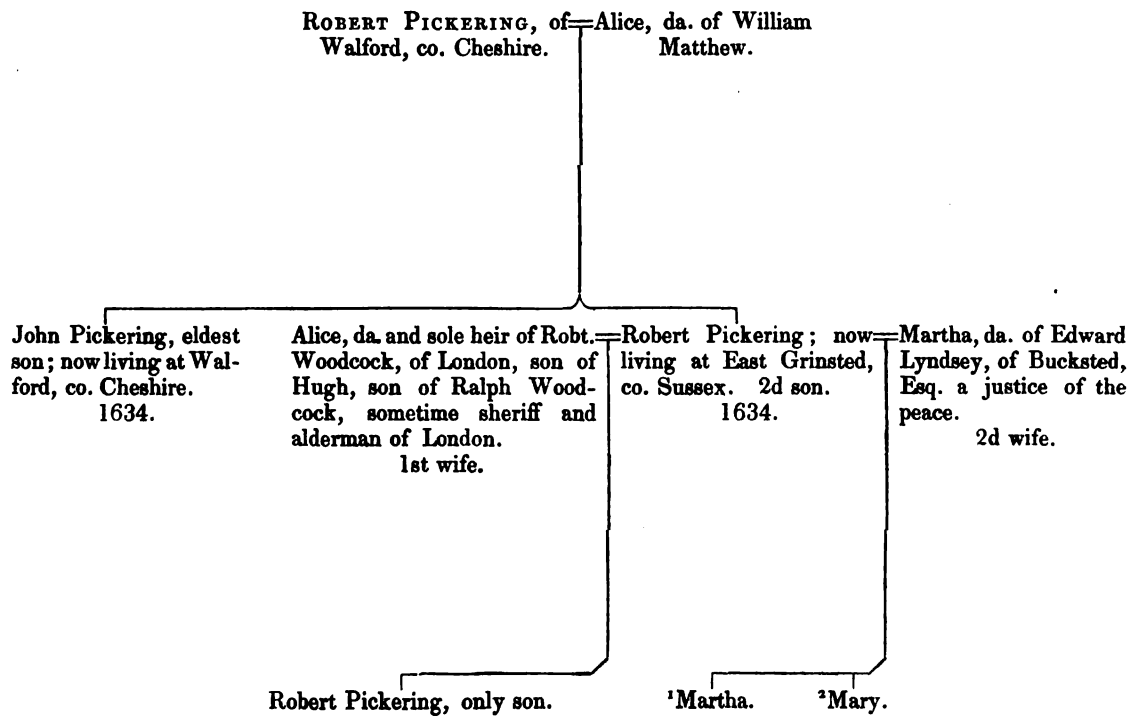 ROBERT PICKERING, of═Alice, da. of William
Walford, co. Cheshire. Matthew.
John Pickering, eldest
son; now living at Wal-
ford, co. Cheshire.
1634.
Alice, da. and sole heir of Robt.
Woodcock, of London, son of
Hugh, son of Ralph Wood-
cock, sometime sheriff and
alderman of London.
1st wife.
Robert Pickering; now
living at East Grinsted,
co. Sussex. 2d son.
1634.
Martha, da. of Edward
Lyndsey, of Bucksted,
Esq. a justice of the
peace.
2d wife.
Robert Pickering, only son.
¹Martha. ²Mary.